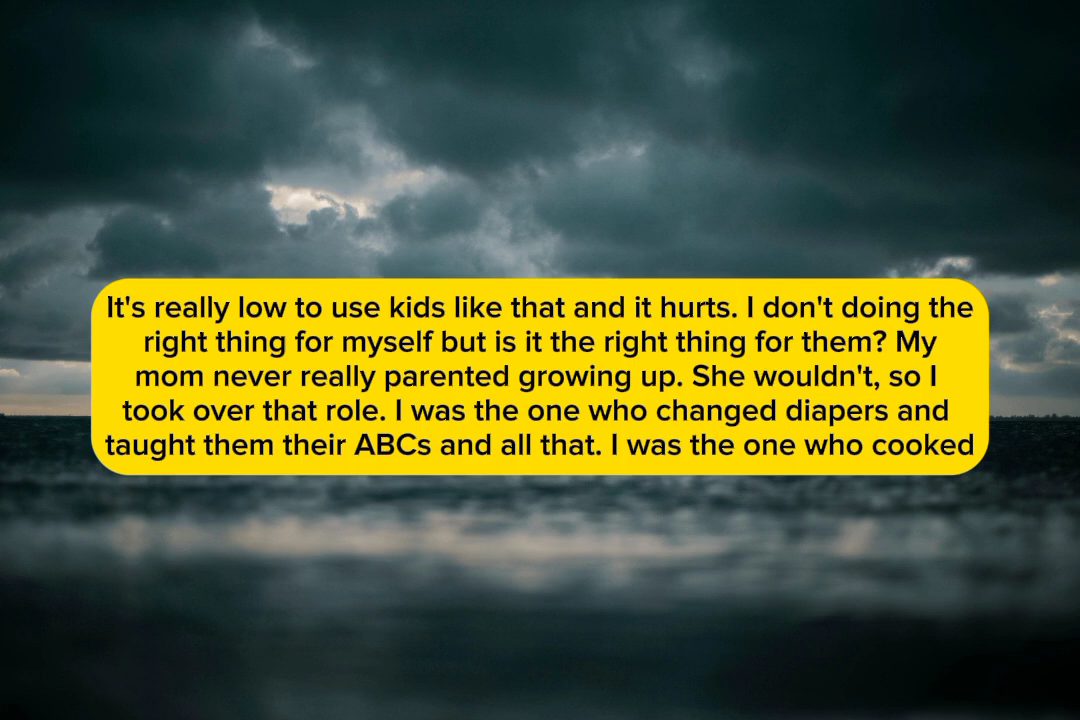 It's really low to use kids like that and it hurts. I don't doing the
right thing for myself but is it the right thing for them? My
mom never really parented growing up. She wouldn't, so I
took over that role. I was the one who changed diapers and
taught them their ABCs and all that. I was the one who cooked